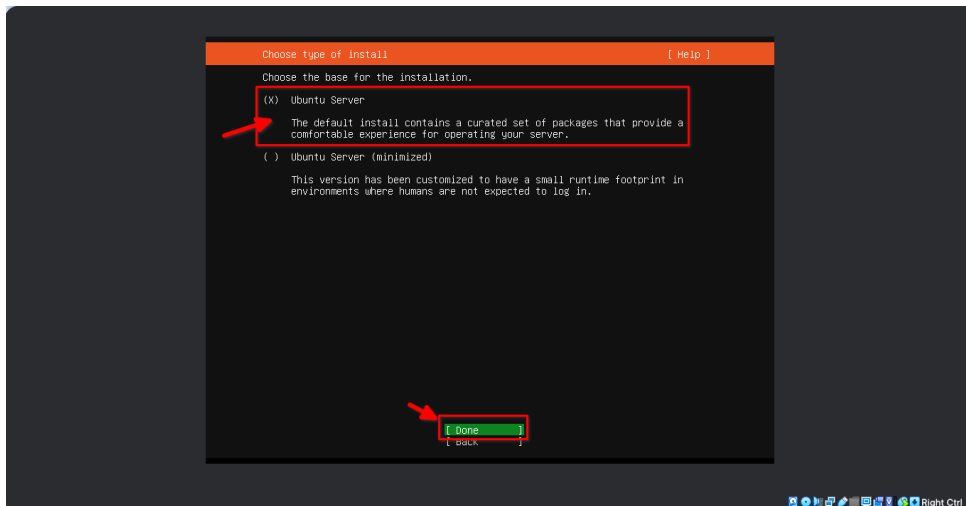 Choose type of install [ Help ]
Choose the base for the installation.
(X) Ubuntu Server
The default install contains a curated set of packages that provide a
comfortable experience for operating your server.
( ) Ubuntu Server (minimized)
This version has been customized to have a small runtime footprint in
environments where humans are not expected to log in.
[ Done ]
[ Back ]
Right Ctrl